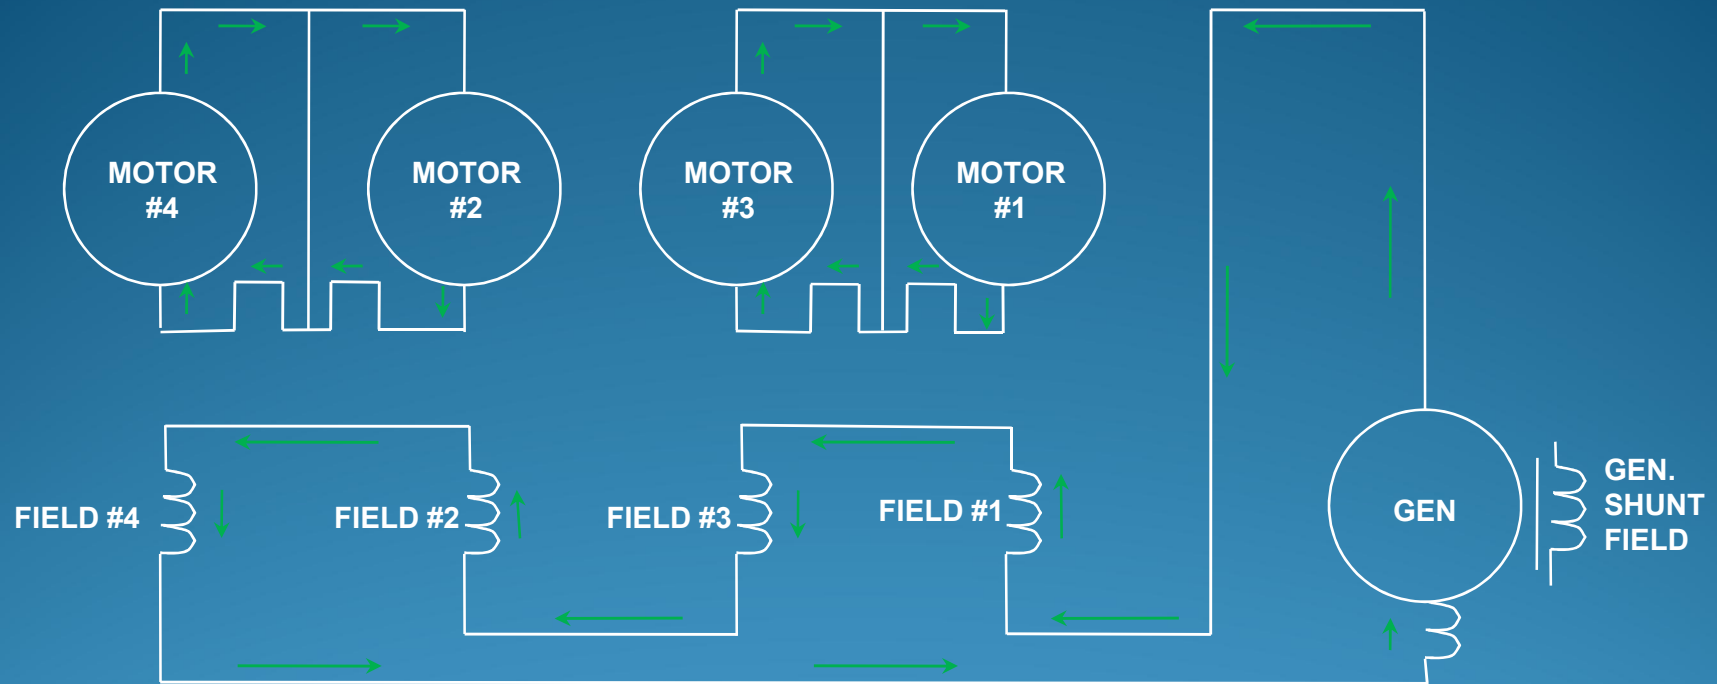 MOTOR
#4
MOTOR
#2
MOTOR
#3
MOTOR
#1
FIELD #4
FIELD #2
FIELD #3
FIELD #1
GEN
GEN.
SHUNT
FIELD